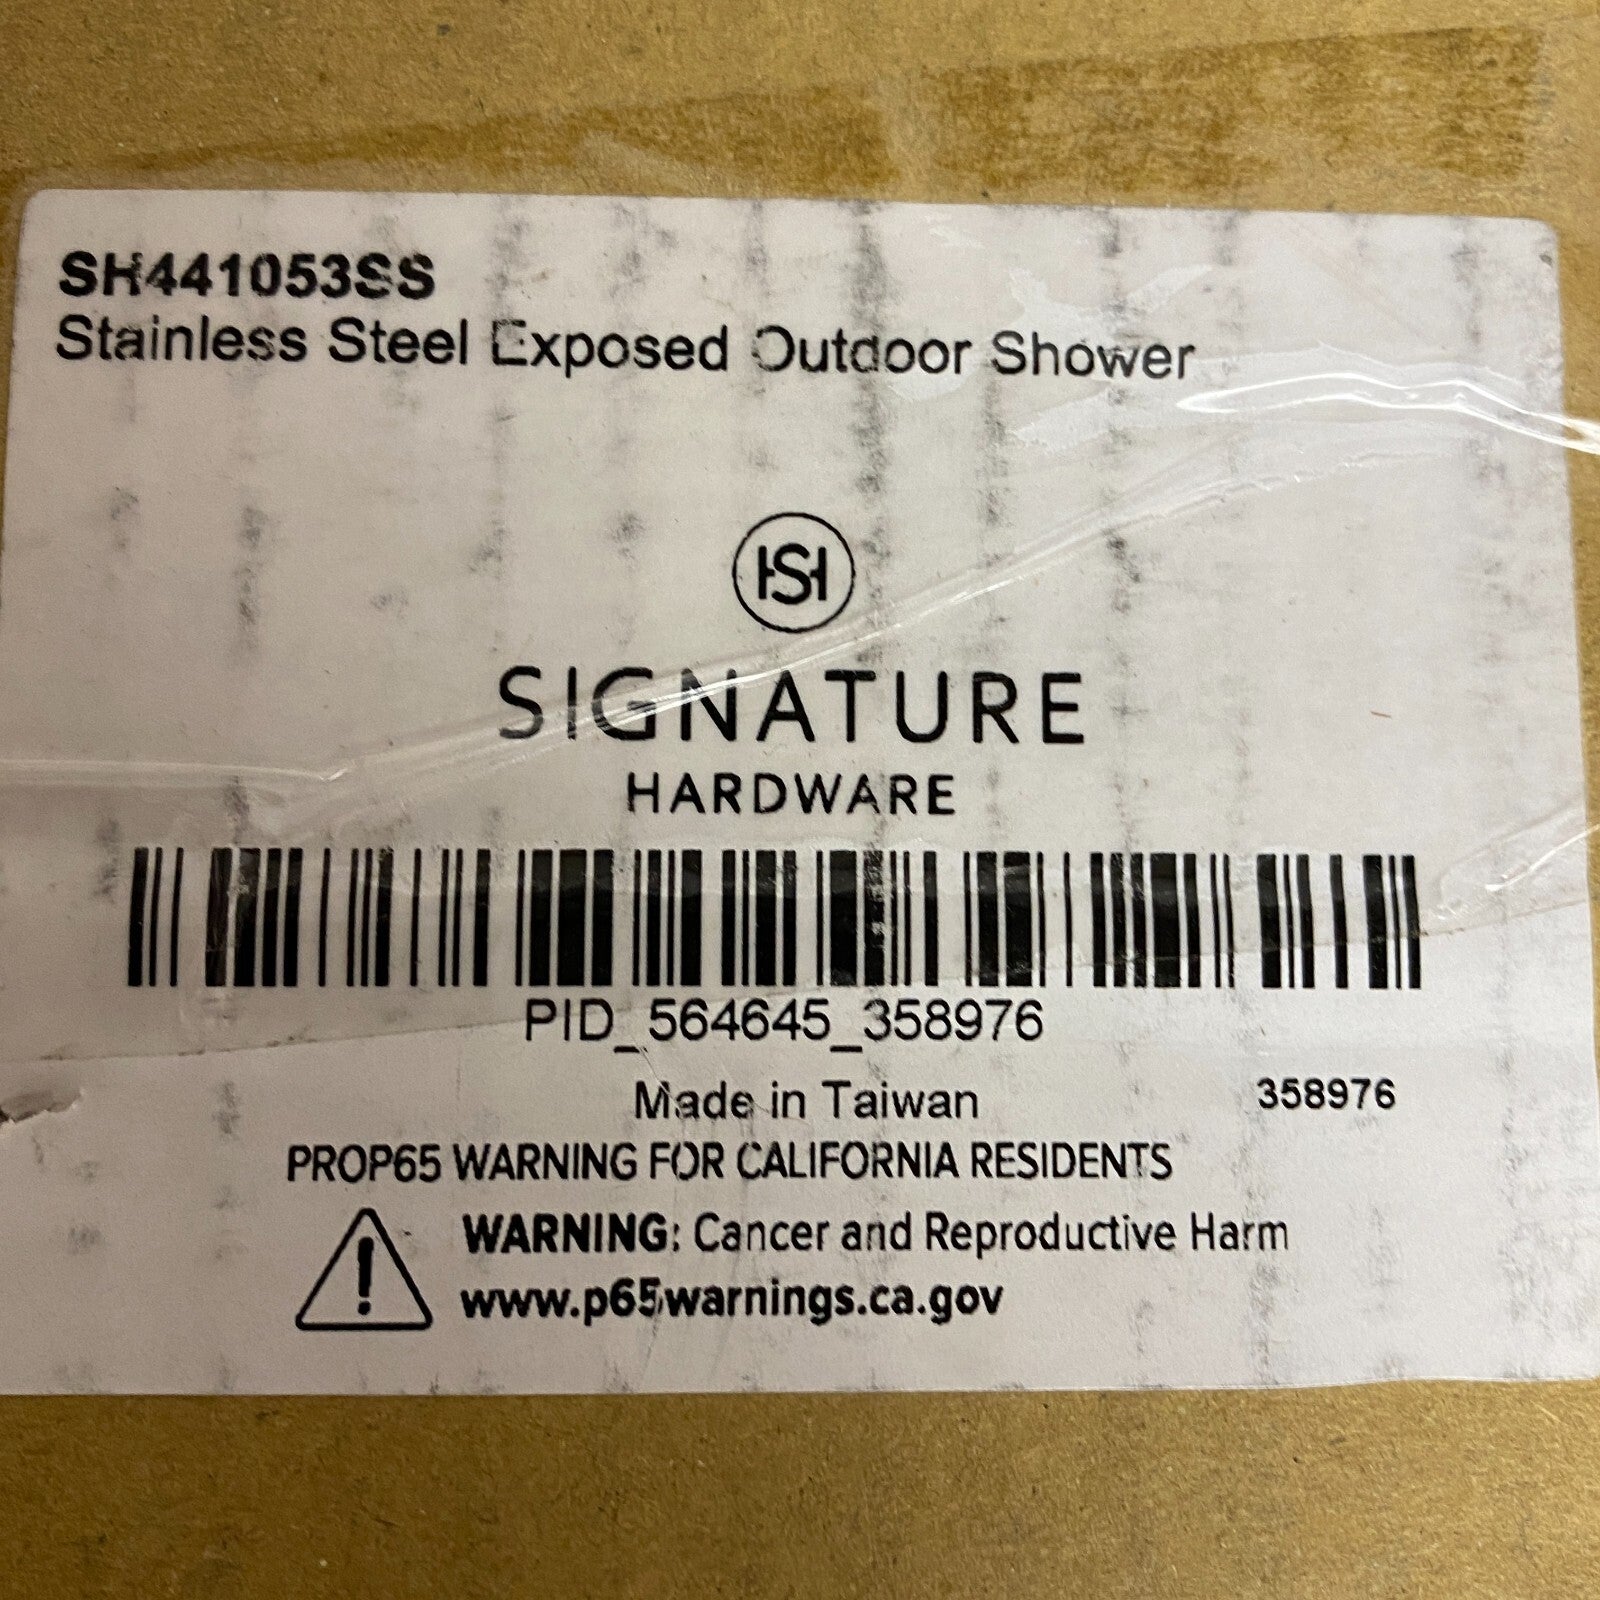 SH441053SS
Stainless Steel Exposed Outdoor Shower
HS
SIGNATURE
HARDWARE
PID_564645_358976
Made in Taiwan
358976
PROP65 WARNING FOR CALIFORNIA RESIDENTS
WARNING: Cancer and Reproductive Harm
www.p65warnings.ca.gov